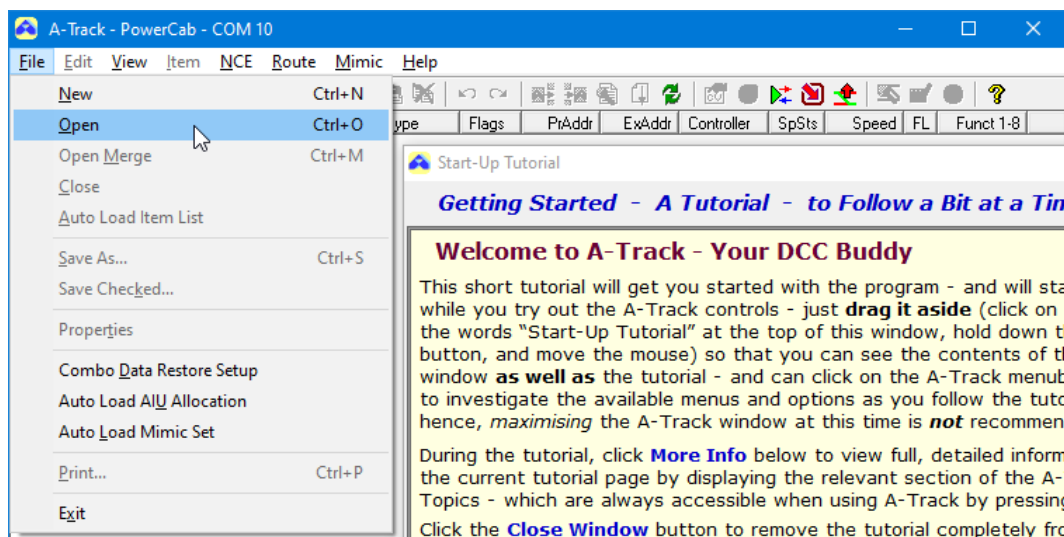 A-Track - PowerCab - COM 10
File Edit View Item NCE Route Mimic Help
New Ctrl+N
Open Ctrl+O
Open Merge Ctrl+M
Close
Auto Load Item List
Save As... Ctrl+S
Save Checked...
Properties
Combo Data Restore Setup
Auto Load AIU Allocation
Auto Load Mimic Set
Print... Ctrl+P
Exit
ype Flags PrAddr ExAddr Controller SpSts Speed FL Funct 1-8
Start-Up Tutorial
Getting Started - A Tutorial - to Follow a Bit at a Tim
Welcome to A-Track - Your DCC Buddy
This short tutorial will get you started with the program - and will sta
while you try out the A-Track controls - just drag it aside (click on
the words “Start-Up Tutorial” at the top of this window, hold down t
button, and move the mouse) so that you can see the contents of t
window as well as the tutorial - and can click on the A-Track menub
to investigate the available menus and options as you follow the tuto
hence, maximising the A-Track window at this time is not recommen
During the tutorial, click More Info below to view full, detailed inform
the current tutorial page by displaying the relevant section of the A-
Topics - which are always accessible when using A-Track by pressing
Click the Close Window button to remove the tutorial completely fro